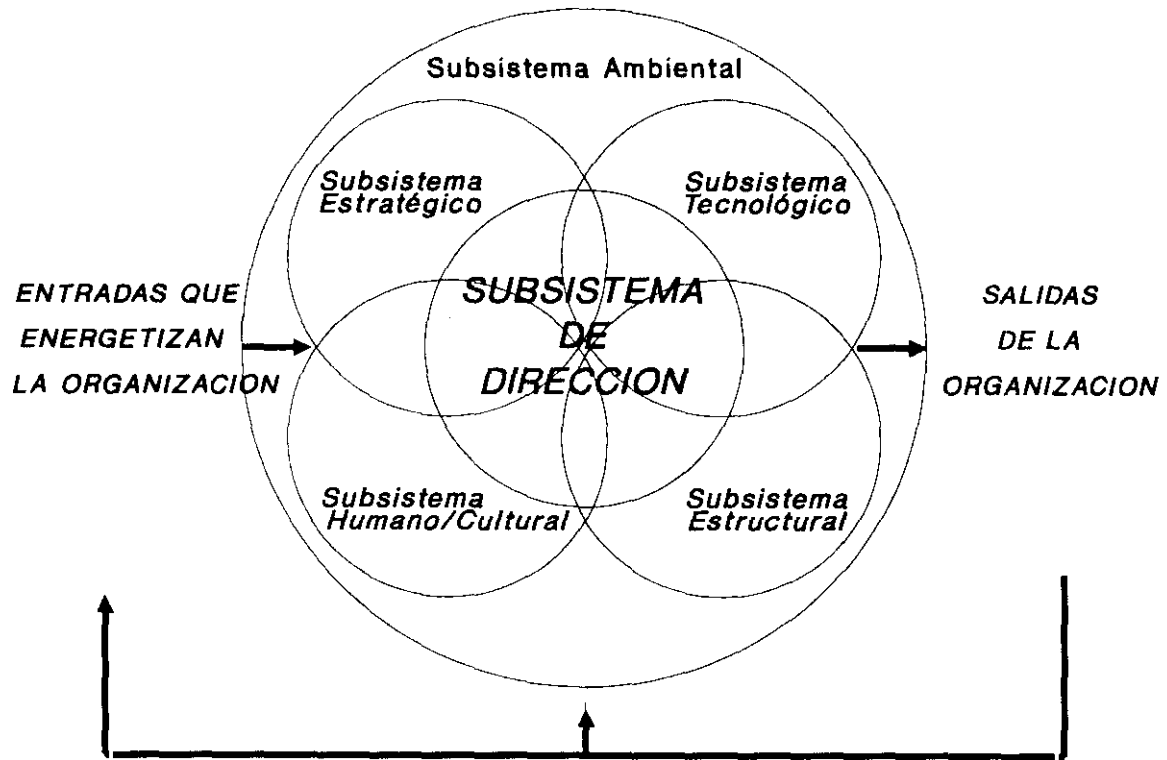 Subsistema Ambiental
Subsistema
Estratégico
Subsistema
Tecnológico
ENTRADAS QUE
ENERGETIZAN
LA ORGANIZACION
SUBSISTEMA
DE
DIRECCION
SALIDAS
DE LA
ORGANIZACION
Subsistema
Humano/Cultural
Subsistema
Estructural